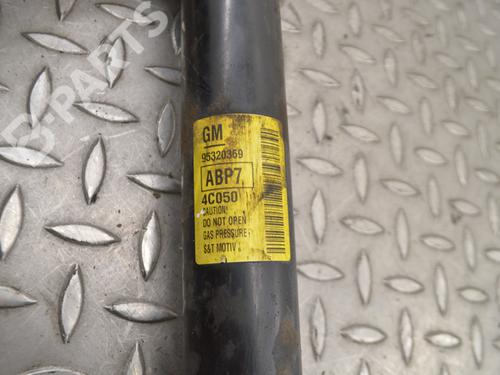 B-PARTS
GM
95320369
ABP7
4C050
CAUTION!
DO NOT OPEN
GAS PRESSURE
S&T MOTIV